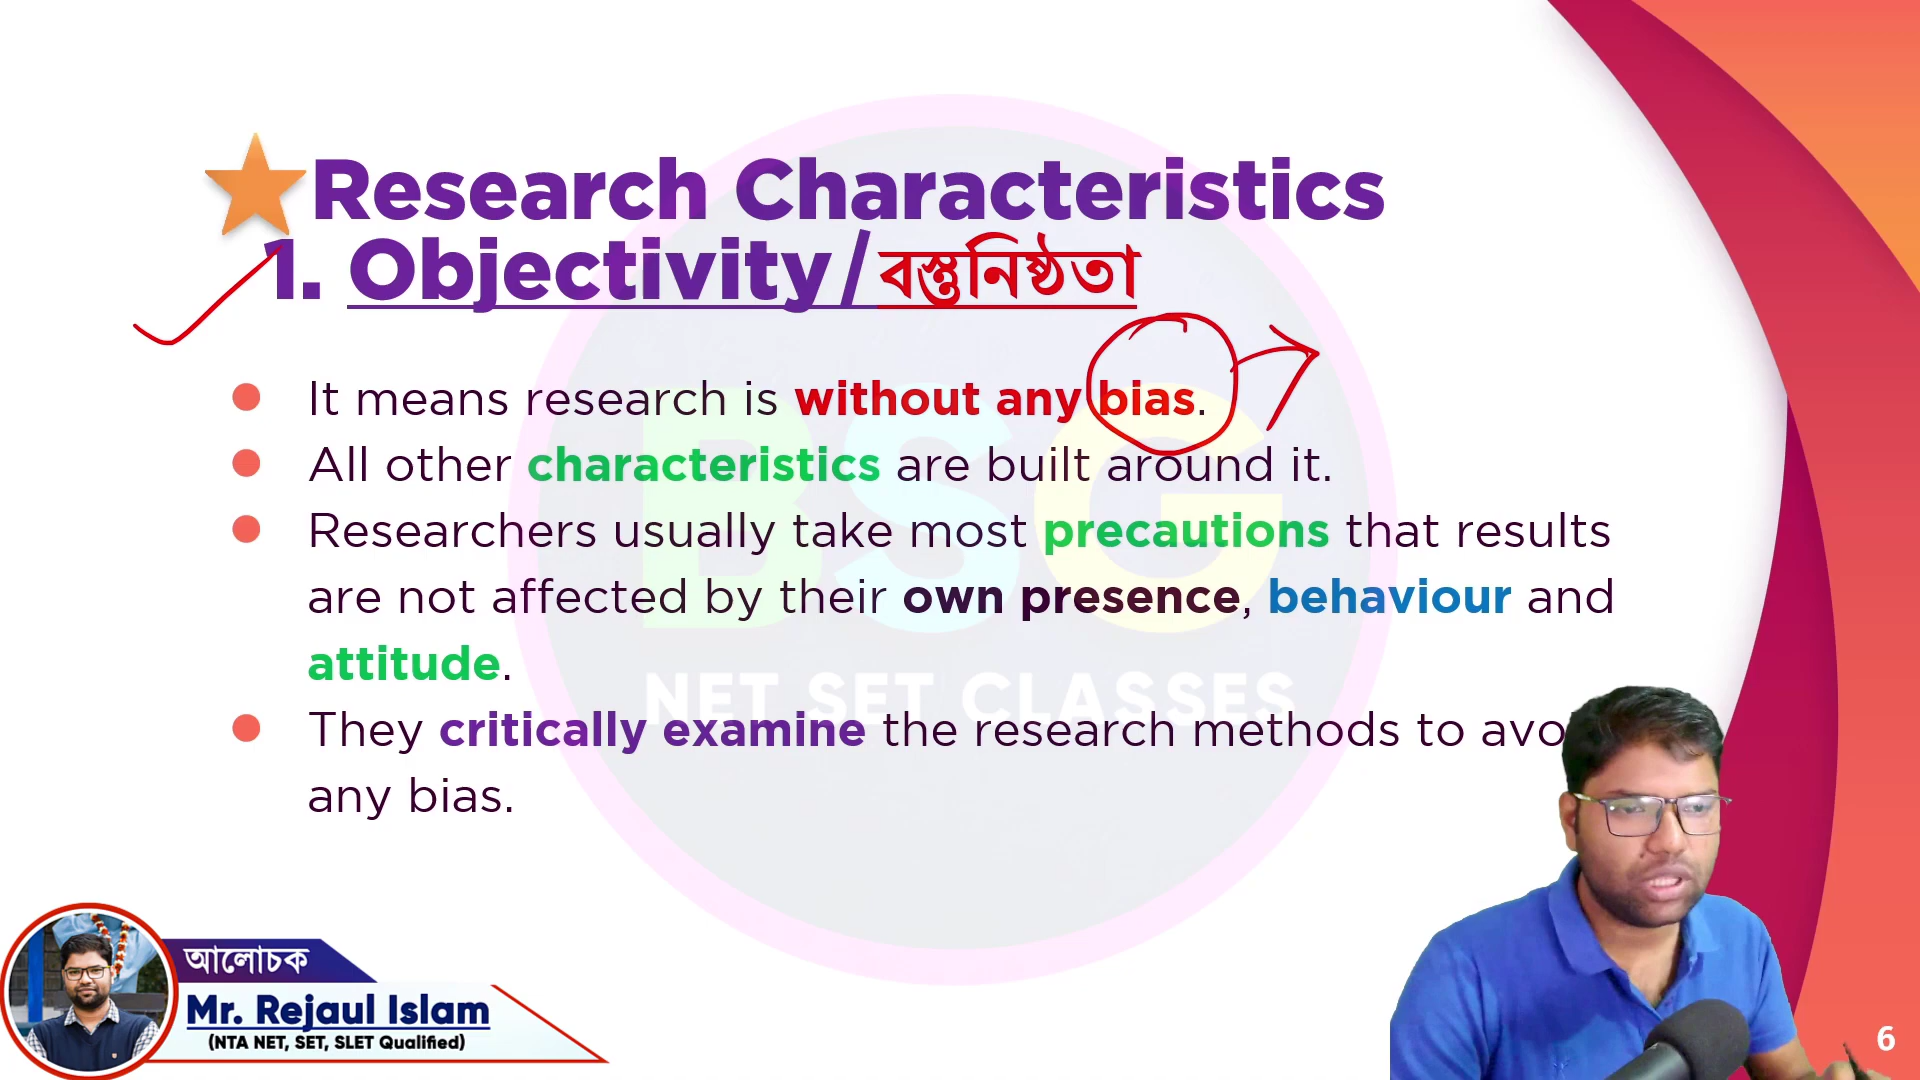 Research Characteristics
1. Objectivity/বস্তুনিষ্ঠতা
It means research is without any bias.
All other characteristics are built around it.
Researchers usually take most precautions that results
are not affected by their own presence, behaviour and
attitude.
They critically examine the research methods to avo
any bias.
BSG
NET SET CLASSES
আলোচক
Mr. Rejaul Islam
(NTA NET, SET, SLET Qualified)
6